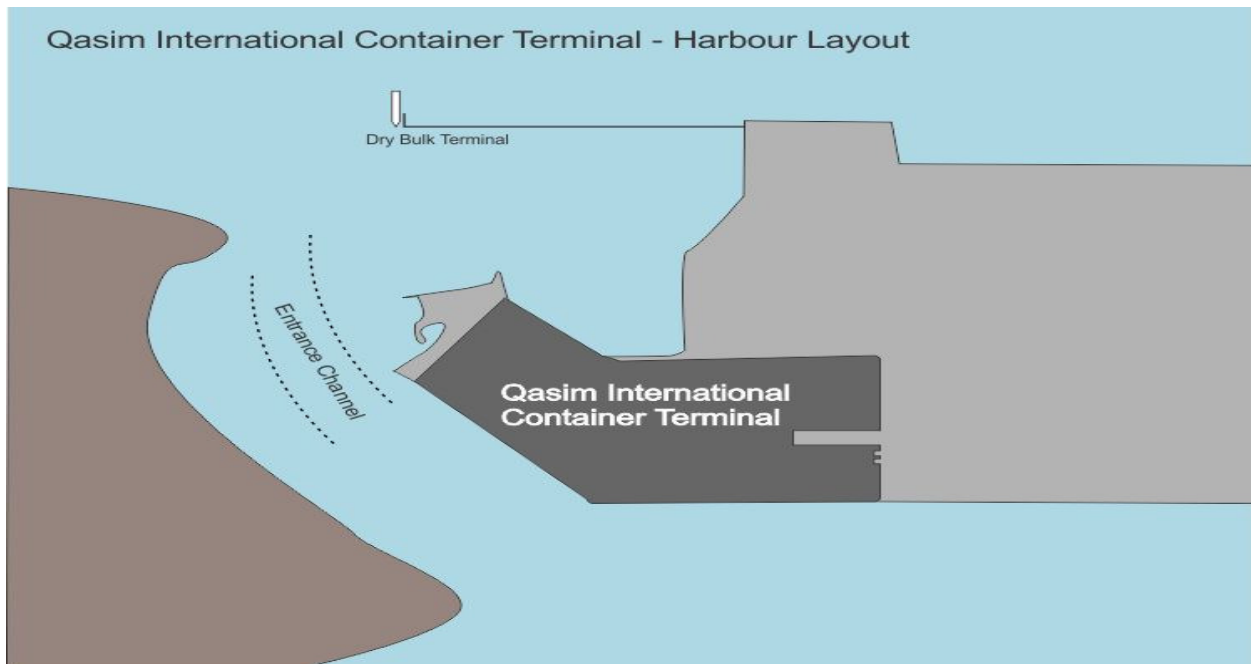 Qasim International Container Terminal - Harbour Layout
Dry Bulk Terminal
Entrance Channel
Qasim International
Container Terminal